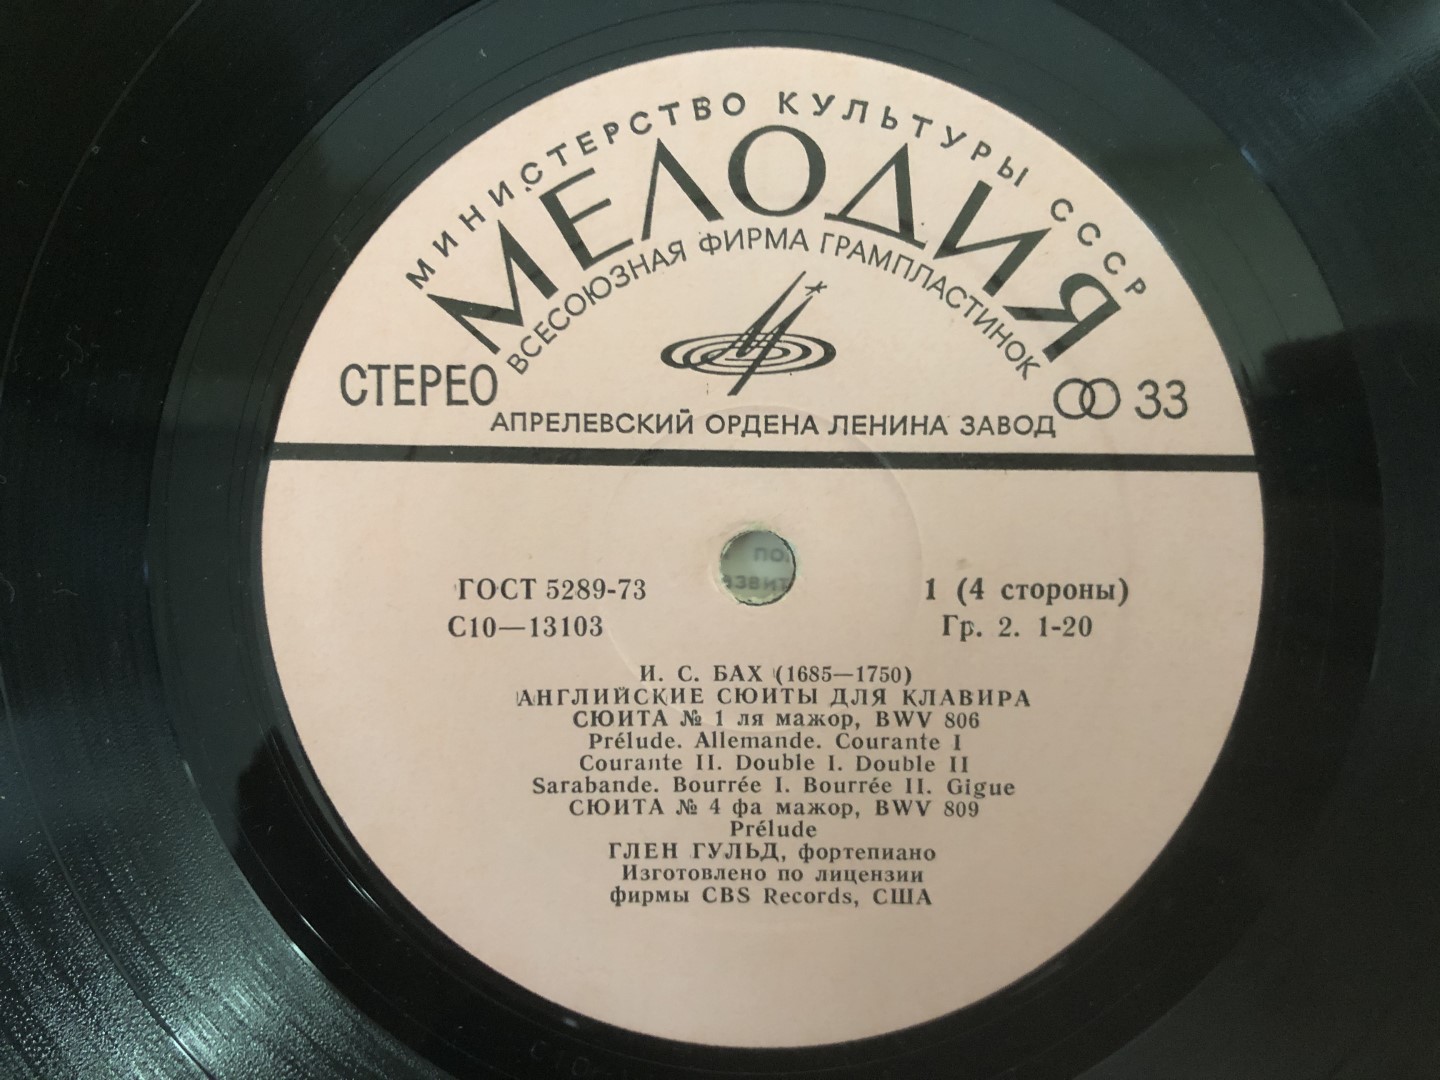 МИНИСТЕРСТВО КУЛЬТУРЫ СССР
МЕЛОДИЯ
ВСЕСОЮЗНАЯ ФИРМА ГРАМПЛАСТИНОК
СТЕРЕО
33
АПРЕЛЕВСКИЙ ОРДЕНА ЛЕНИНА ЗАВОД
ГОСТ 5289-73
1 (4 стороны)
С10—13103
Гр. 2. 1-20
И. С. БАХ (1685—1750)
АНГЛИЙСКИЕ СЮИТЫ ДЛЯ КЛАВИРА
СЮИТА № 1 ля мажор, BWV 806
Prélude. Allemande. Courante I
Courante II. Double I. Double II
Sarabande. Bourrée I. Bourrée II. Gigue
СЮИТА № 4 фа мажор, BWV 809
Prélude
ГЛЕН ГУЛЬД, фортепиано
Изготовлено по лицензии
фирмы CBS Records, США